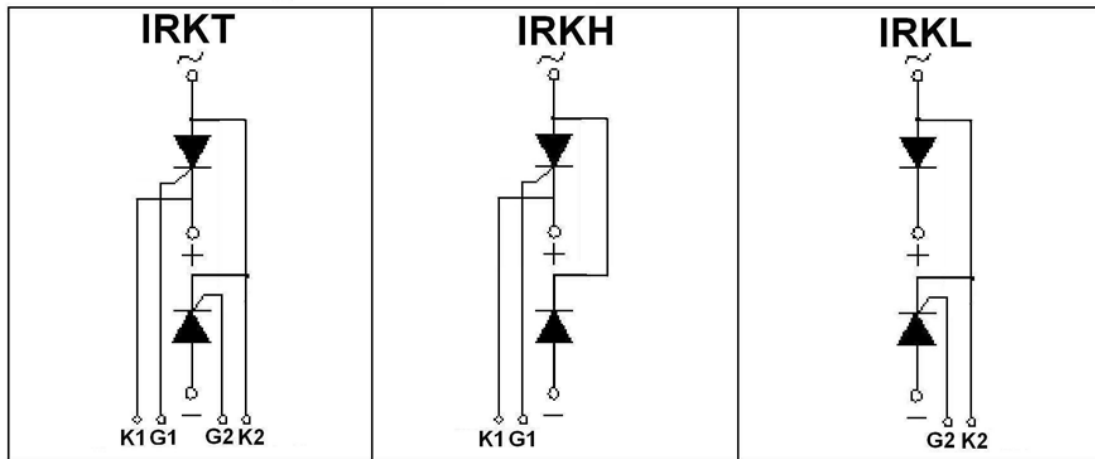 IRKT
~
+
−
K1 G1 G2 K2
IRKH
~
+
−
K1 G1
IRKL
~
+
−
G2 K2